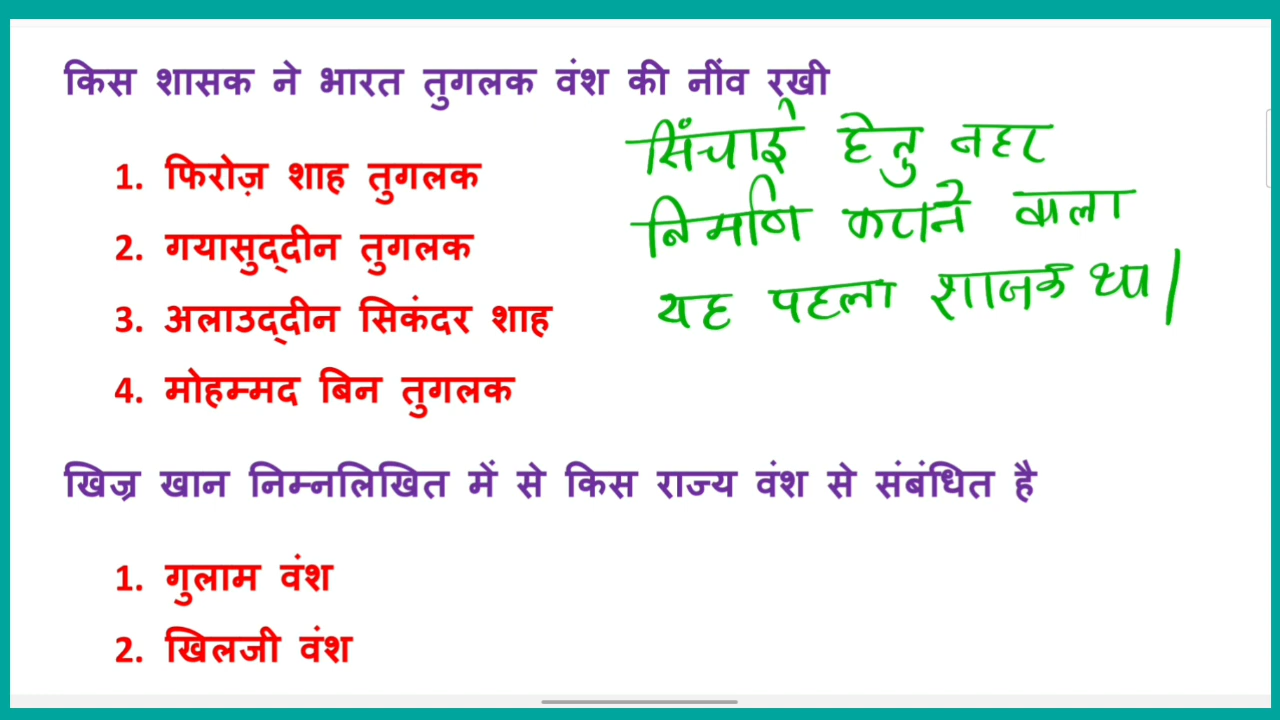 किस शासक ने भारत तुगलक वंश की नींव रखी
1. फिरोज़ शाह तुगलक
2. गयासुद्दीन तुगलक
3. अलाउद्दीन सिकंदर शाह
4. मोहम्मद बिन तुगलक
सिंचाई हेतु नहर
निर्माण कराने वाला
यह पहला शासक था।
खिज्र खान निम्नलिखित में से किस राज्य वंश से संबंधित है
1. गुलाम वंश
2. खिलजी वंश